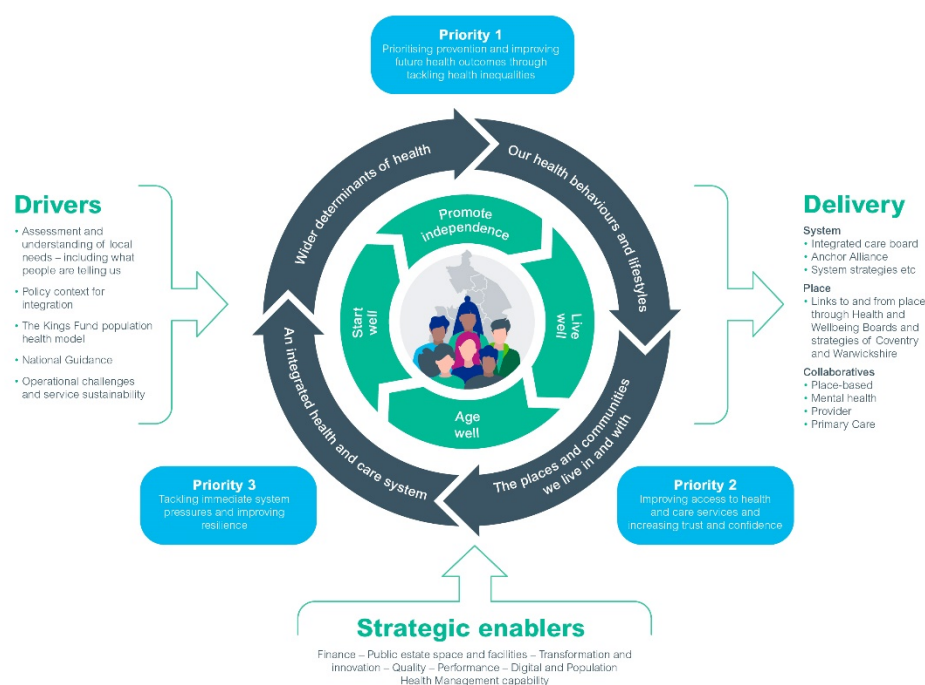 Priority 1
Prioritising prevention and improving
future health outcomes through
tackling health inequalities
Wider determinants of health
Our health behaviours and lifestyles
The places and communities
we live in and with
An integrated health and care system
Promote
independence
Live
well
Age
well
Start
well
Drivers
• Assessment and
understanding of local
needs – including what
people are telling us
• Policy context for
integration
• The Kings Fund population
health model
• National Guidance
• Operational challenges
and service sustainability
Delivery
System
• Integrated care board
• Anchor Alliance
• System strategies etc
Place
• Links to and from place
through Health and
Wellbeing Boards and
strategies of Coventry
and Warwickshire
Collaboratives
• Place-based
• Mental health
• Provider
• Primary Care
Priority 3
Tackling immediate system
pressures and improving
resilience
Priority 2
Improving access to health
and care services and
increasing trust and confidence
Strategic enablers
Finance – Public estate space and facilities – Transformation and
innovation – Quality – Performance – Digital and Population
Health Management capability